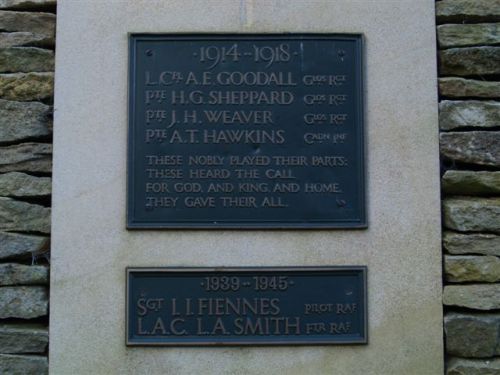 ·1914–1918·
L.CPL A.E. GOODALL GLOS RGT
PTE H.G. SHEPPARD GLOS RGT
PTE J.H. WEAVER GLOS RGT
PTE A.T. HAWKINS CADN INF
THESE NOBLY PLAYED THEIR PARTS:
THESE HEARD THE CALL
FOR GOD, AND KING, AND HOME,
THEY GAVE THEIR ALL.
·1939–1945·
SGT I.I. FIENNES PILOT RAF
L.A.C. L.A. SMITH FTR RAF